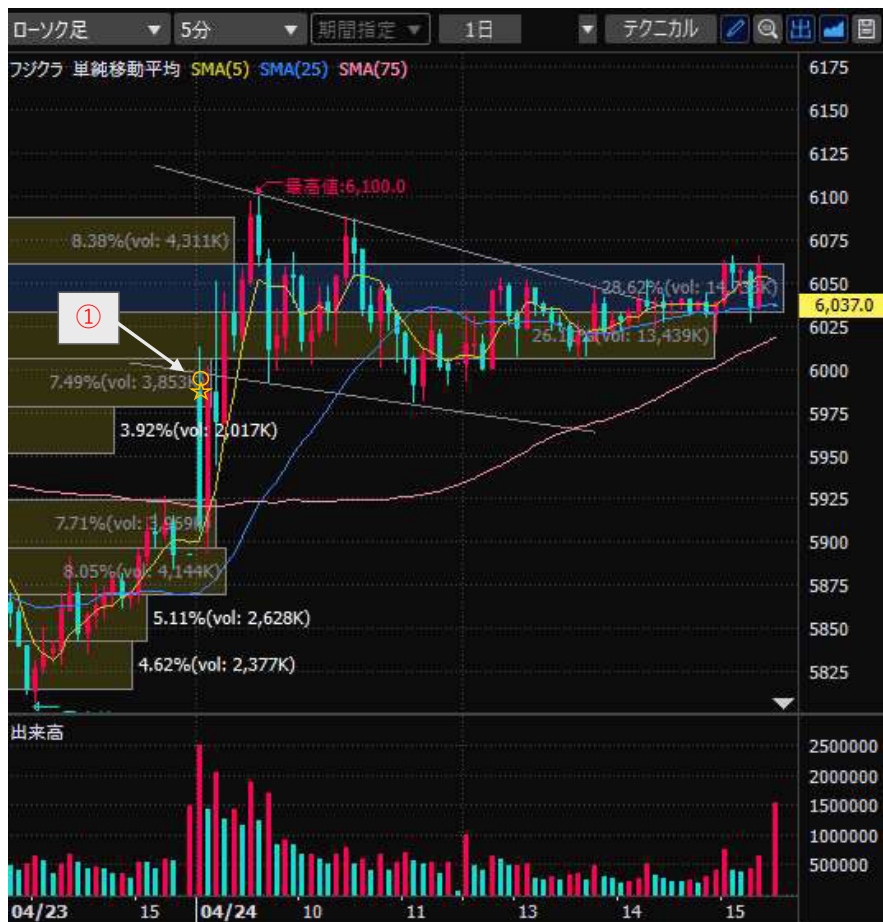 ローソク足 5分 期間指定 1日 テクニカル 出
フジクラ 単純移動平均 SMA(5) SMA(25) SMA(75)
6175
6150
6125
最高値:6,100.0
6100
8.38%(vol: 4,311K)
6075
28.62%(vol: 14,733K)
6050
6,037.0
①
26.11%(vol: 13,439K)
6025
6000
7.49%(vol: 3,853K)
5975
3.92%(vol: 2,017K)
5950
5925
7.71%(vol: 3,969K)
5900
8.05%(vol: 4,144K)
5875
5.11%(vol: 2,628K)
5850
4.62%(vol: 2,377K)
5825
出来高
2500000
2000000
1500000
1000000
500000
04/23 15 04/24 10 11 13 14 15